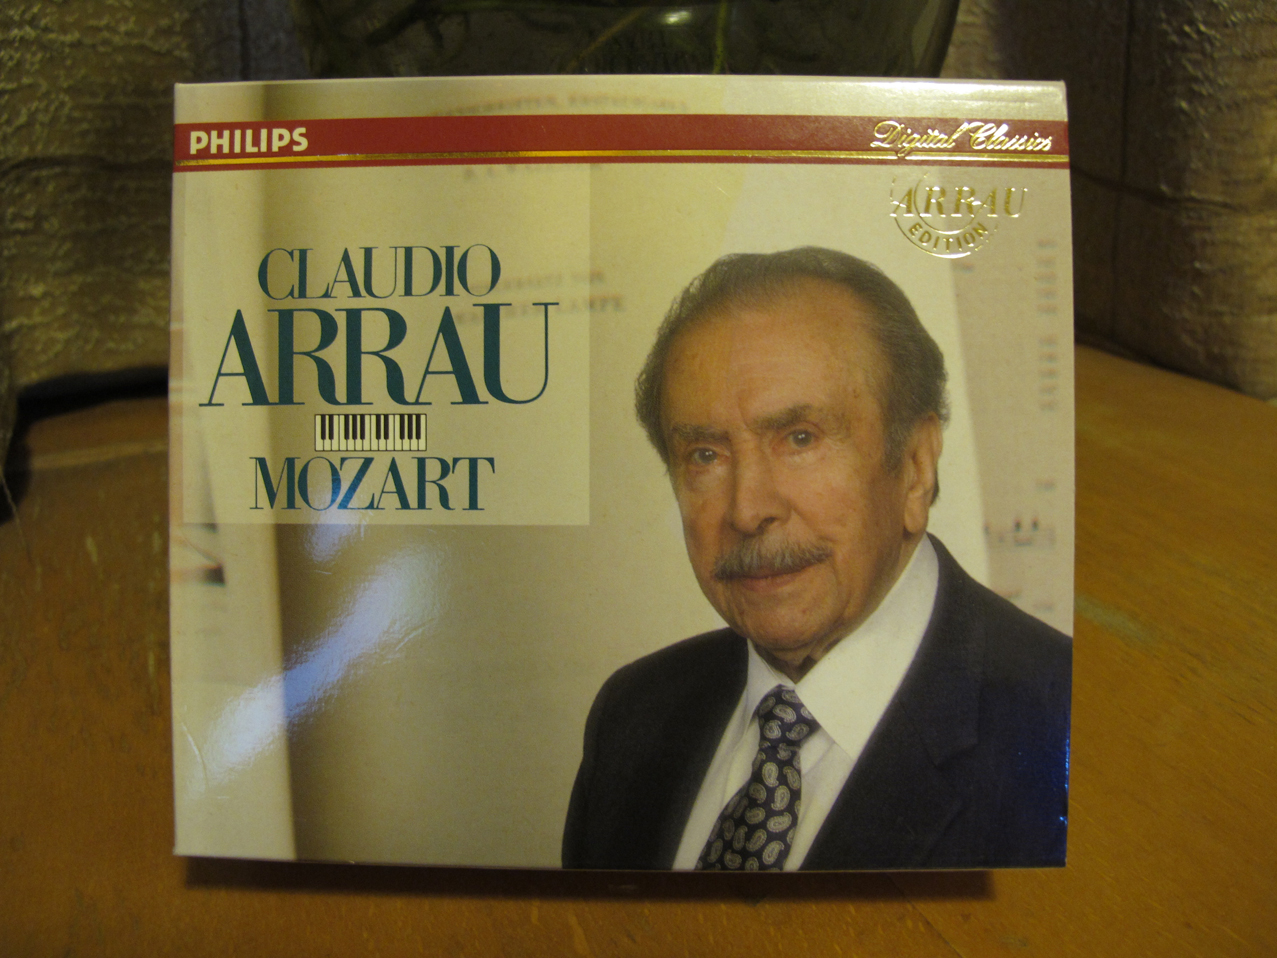 PHILIPS
Digital Classics
ARRAU
EDITION
CLAUDIO
ARRAU
MOZART